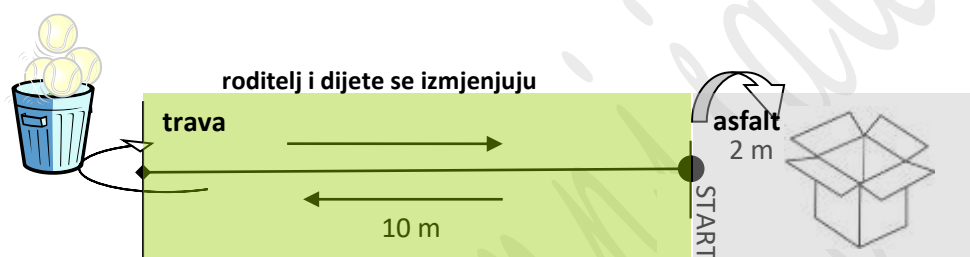 roditelj i dijete se izmjenjuju
trava
asfalt
2 m
START
10 m